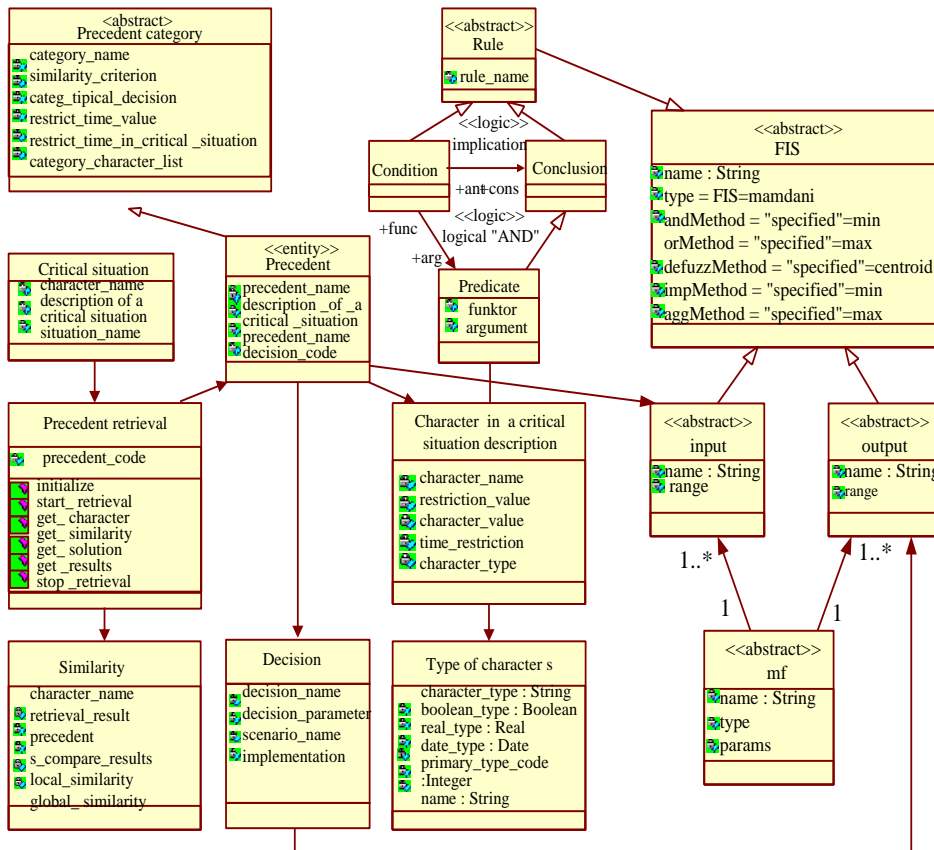 <abstract>
Precedent category
category_name
similarity_criterion
categ_tipical_decision
restrict_time_value
restrict_time_in_critical _situation
category_character_list
<<abstract>>
Rule
rule_name
<<logic>>
implication
Condition
Conclusion
+ant
+cons
<<logic>>
logical "AND"
+func
+arg
Predicate
funktor
argument
<<abstract>>
FIS
name : String
type = FIS=mamdani
andMethod = "specified"=min
orMethod = "specified"=max
defuzzMethod = "specified"=centroid
impMethod = "specified"=min
aggMethod = "specified"=max
Critical situation
character_name
description of a
critical situation
situation_name
<<entity>>
Precedent
precedent_name
description _of _a
critical _situation
precedent_name
decision_code
Precedent retrieval
precedent_code
initialize
start_ retrieval
get_ character
get_ similarity
get_ solution
get _results
stop _retrieval
Character in a critical
situation description
character_name
restriction_value
character_value
time_restriction
character_type
<<abstract>>
input
name : String
range
<<abstract>>
output
name : String
range
1..*
1..*
1
1
Similarity
character_name
retrieval_result
precedent
s_compare_results
local_similarity
global_ similarity
Decision
decision_name
decision_parameter
scenario_name
implementation
Type of character s
character_type : String
boolean_type : Boolean
real_type : Real
date_type : Date
primary_type_code
:Integer
name : String
<<abstract>>
mf
name : String
type
params